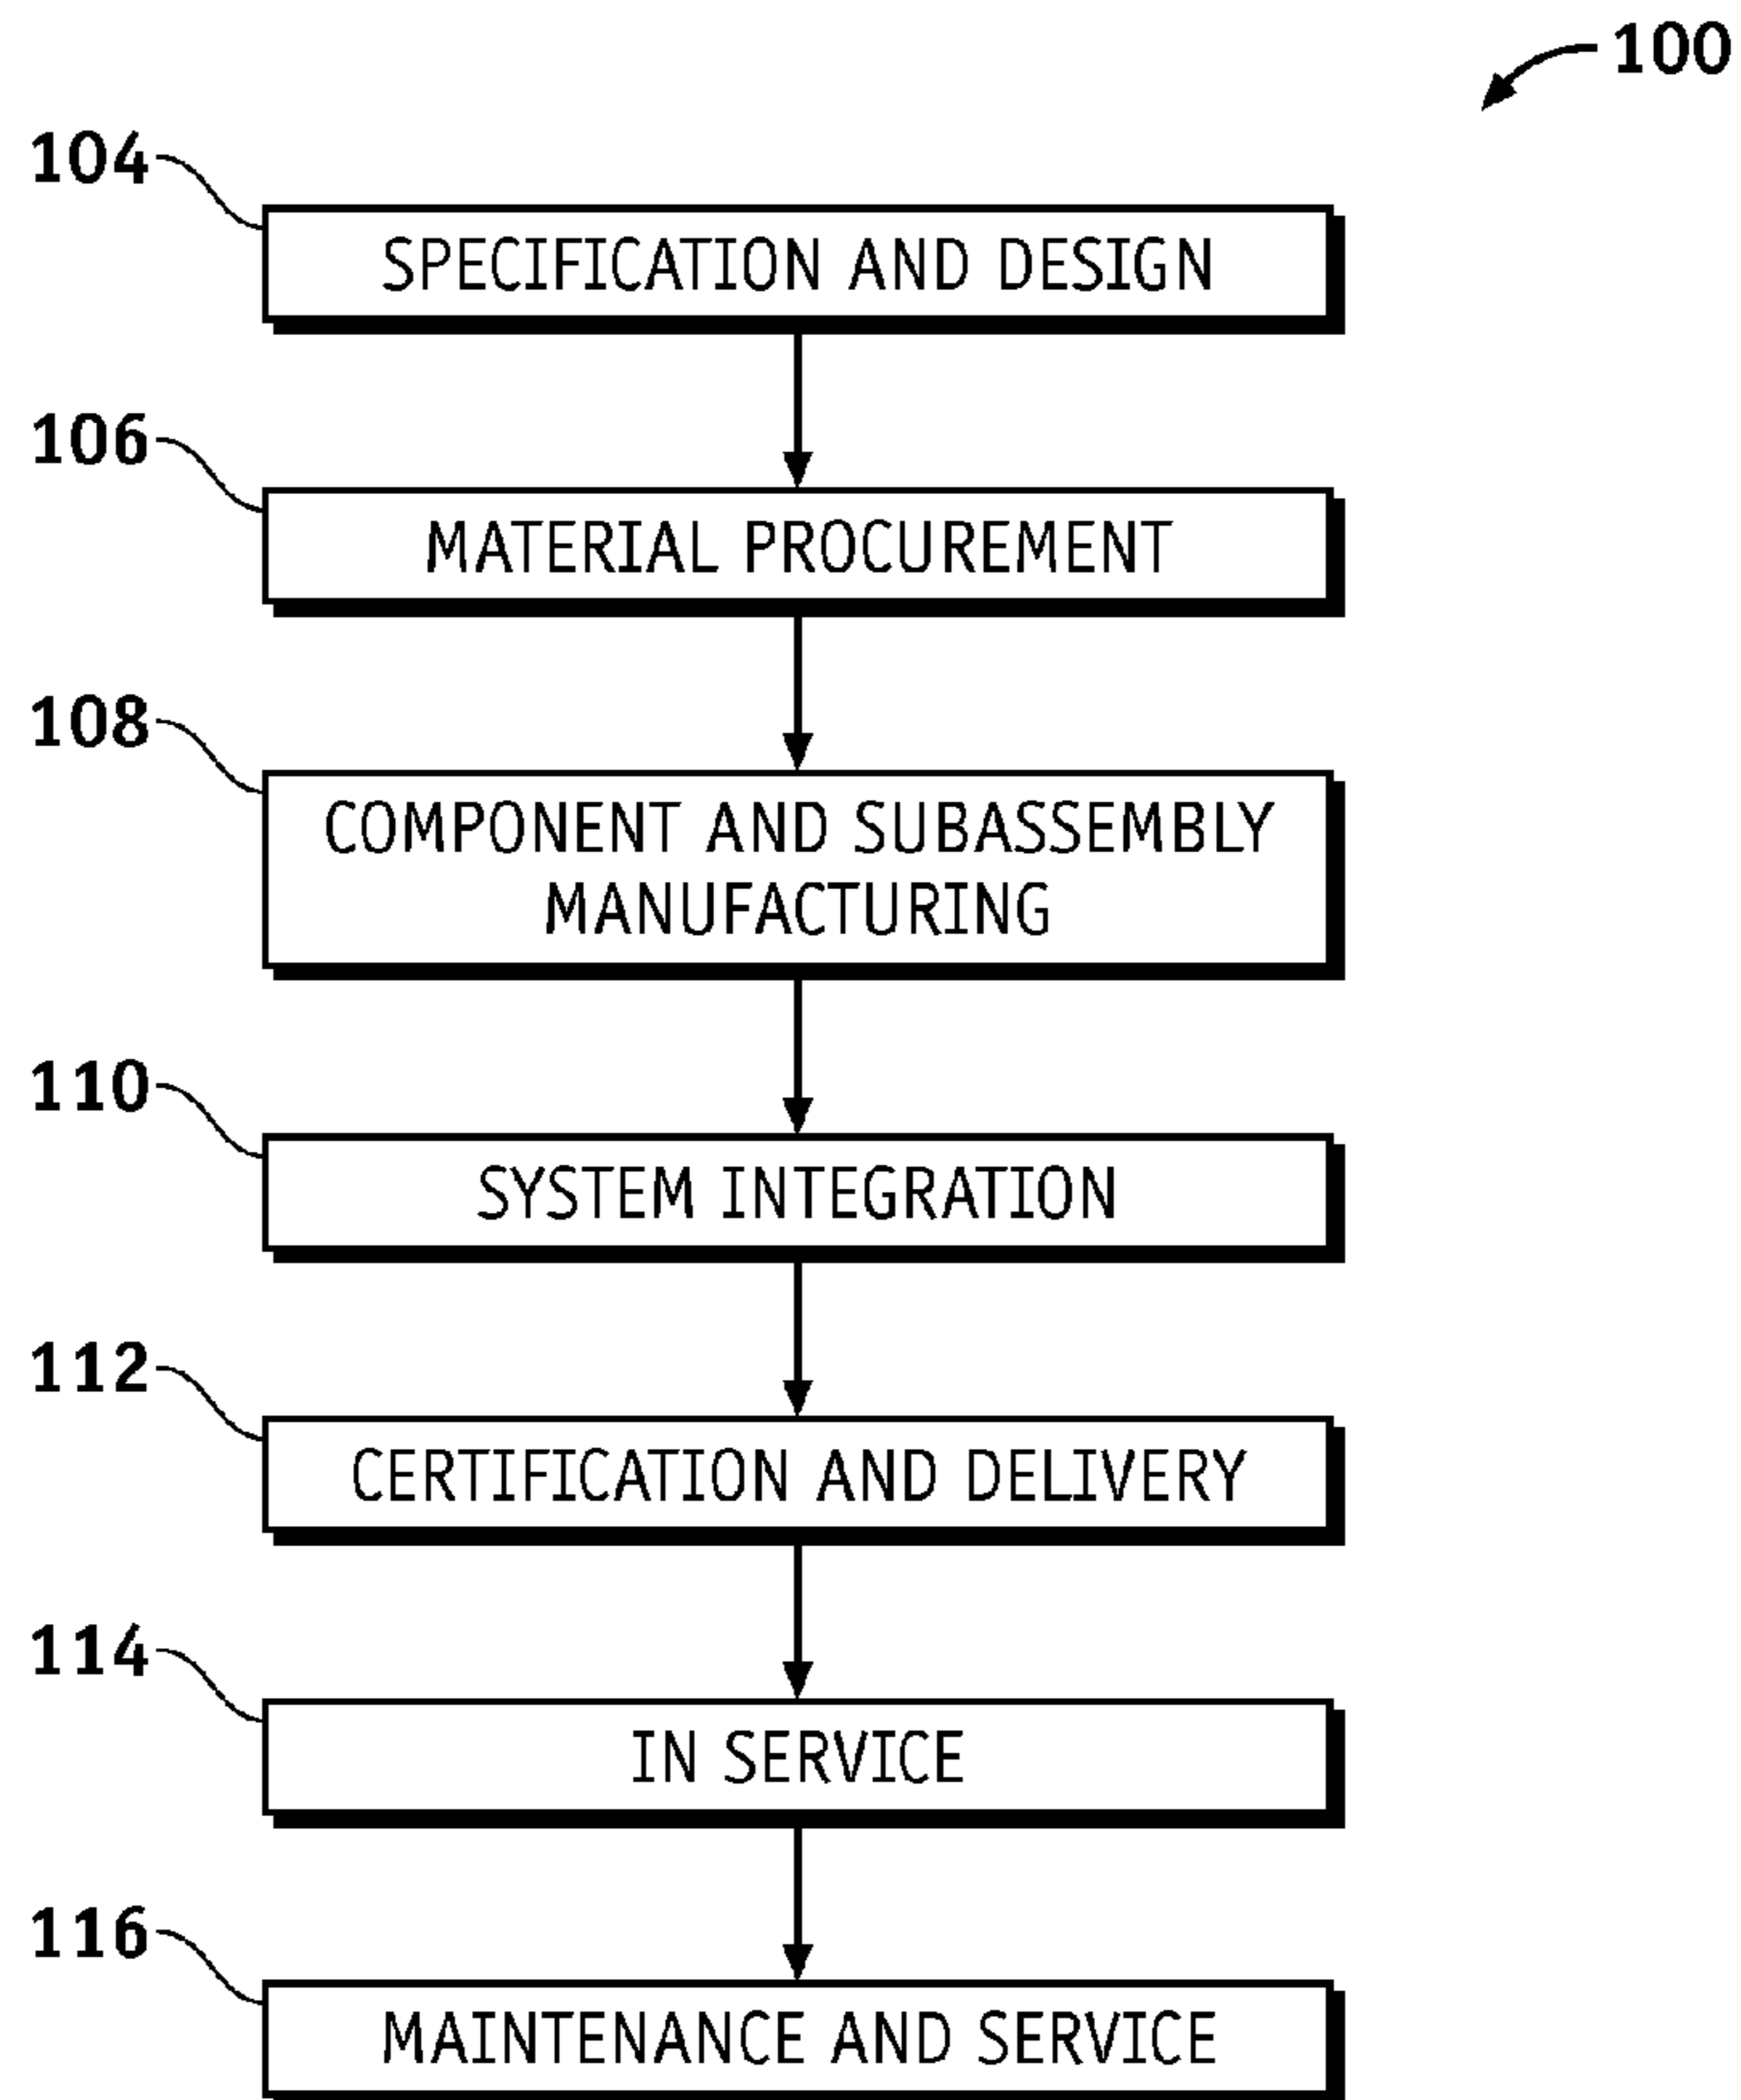 100
104
SPECIFICATION AND DESIGN
106
MATERIAL PROCUREMENT
108
COMPONENT AND SUBASSEMBLY
MANUFACTURING
110
SYSTEM INTEGRATION
112
CERTIFICATION AND DELIVERY
114
IN SERVICE
116
MAINTENANCE AND SERVICE